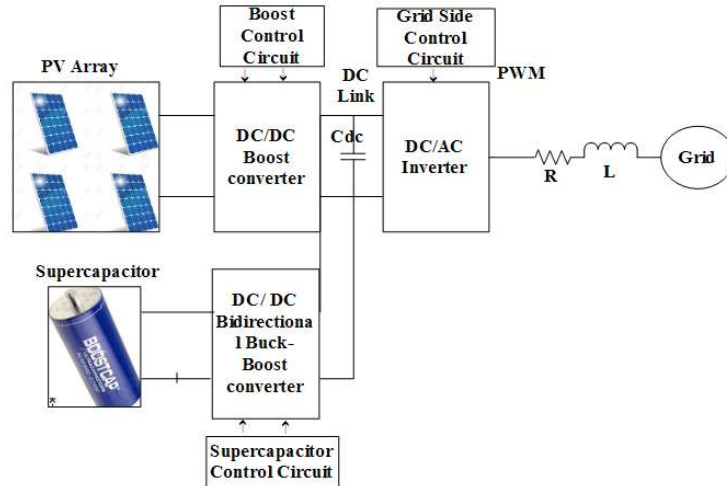 Boost
Control
Circuit
Grid Side
Control
Circuit
PV Array
DC
Link
PWM
DC/DC
Boost
converter
Cdc
DC/AC
Inverter
R
L
Grid
Supercapacitor
BOOSTCAP
DC/ DC
Bidirectiona
l Buck-
Boost
converter
Supercapacitor
Control Circuit